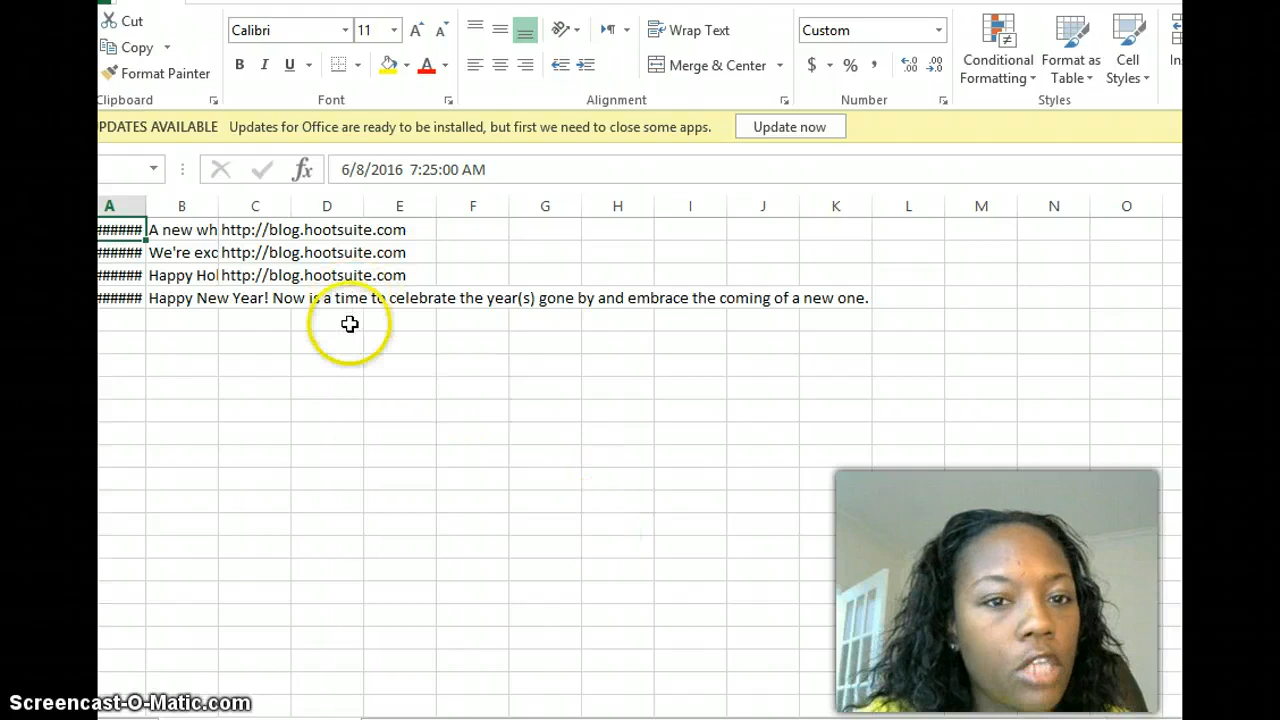 Cut
Calibri 11 A A Wrap Text Custom
Copy
Format Painter B I U A Merge & Center $ % , .00 Conditional Format as Cell
Formatting Table Styles
Clipboard Font Alignment Number Styles
PDATES AVAILABLE Updates for Office are ready to be installed, but first we need to close some apps. Update now
fx 6/8/2016 7:25:00 AM
A B C D E F G H I J K L M N O
###### A new wh http://blog.hootsuite.com
###### We're exc http://blog.hootsuite.com
###### Happy Hol http://blog.hootsuite.com
###### Happy New Year! Now is a time to celebrate the year(s) gone by and embrace the coming of a new one.
Screencast-O-Matic.com